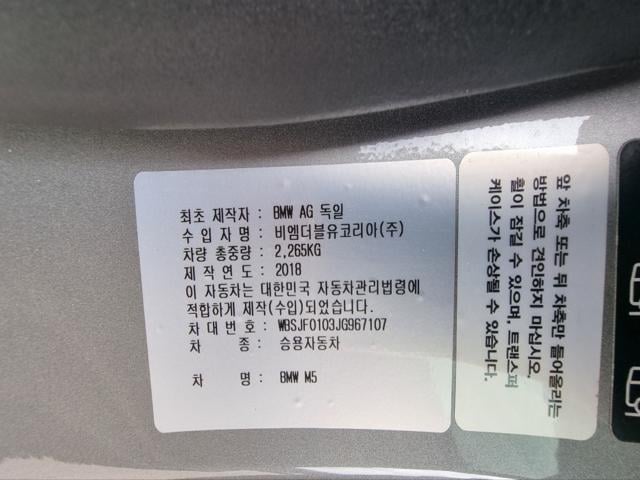 최초 제작자 : BMW AG 독일
수 입 자 명 : 비엠더블유코리아(주)
차량 총중량 : 2,265KG
제 작 연 도 : 2018
이 자동차는 대한민국 자동차관리법령에
적합하게 제작(수입)되었습니다.
차 대 번 호 : WBSJF0103JG967107
차 종 : 승용자동차
차 명 : BMW M5
앞 차축 또는 뒤 차축만 들어올리는
방법으로 견인하지 마십시오.
휠이 잠길 수 있으며, 트랜스퍼
케이스가 손상될 수 있습니다.